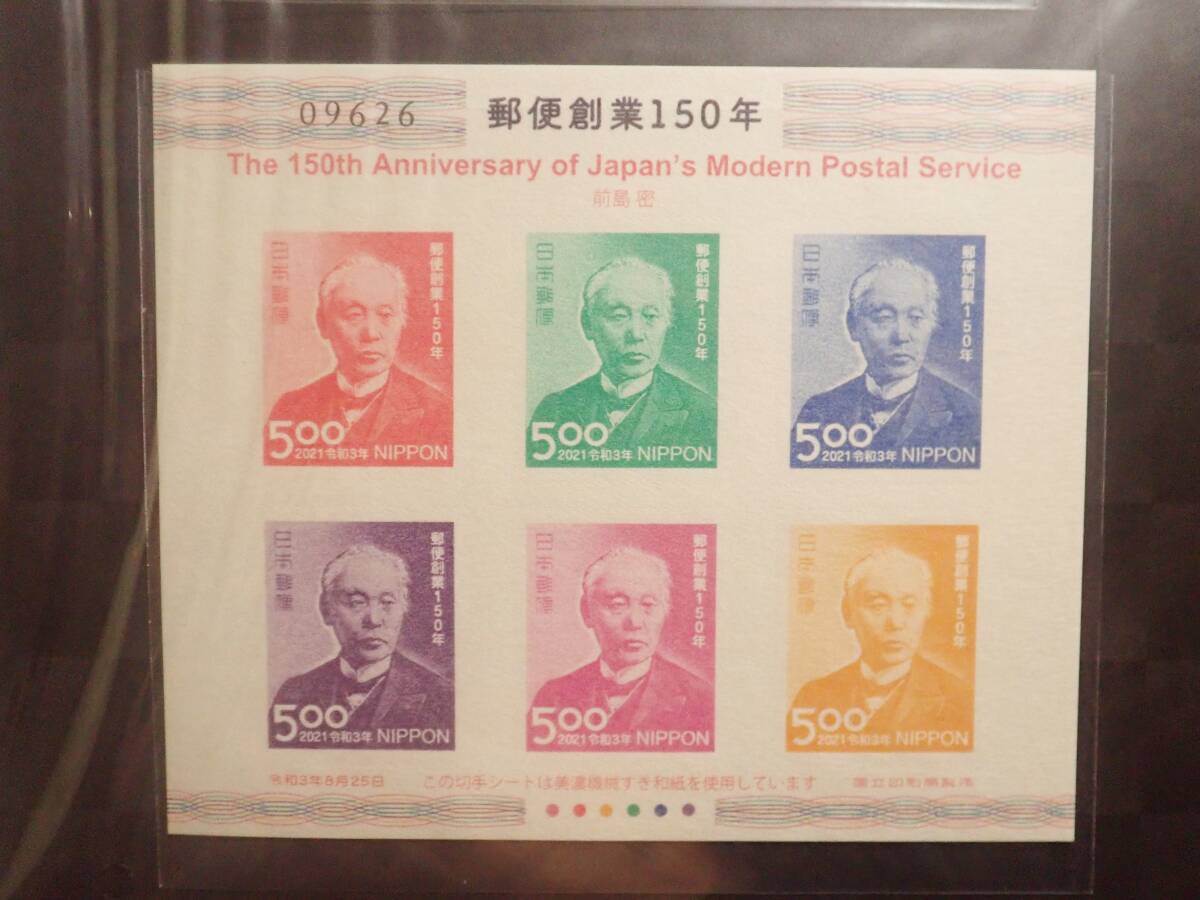 09626
郵便創業150年
The 150th Anniversary of Japan's Modern Postal Service
前島 密
日本郵便
郵便創業150年
500
2021令和3年 NIPPON
日本郵便
郵便創業150年
500
2021令和3年 NIPPON
日本郵便
郵便創業150年
500
2021令和3年 NIPPON
日本郵便
郵便創業150年
500
2021令和3年 NIPPON
日本郵便
郵便創業150年
500
2021令和3年 NIPPON
日本郵便
郵便創業150年
500
2021令和3年 NIPPON
令和3年8月25日
この切手シートは美濃機械すき和紙を使用しています
国立印刷局製造